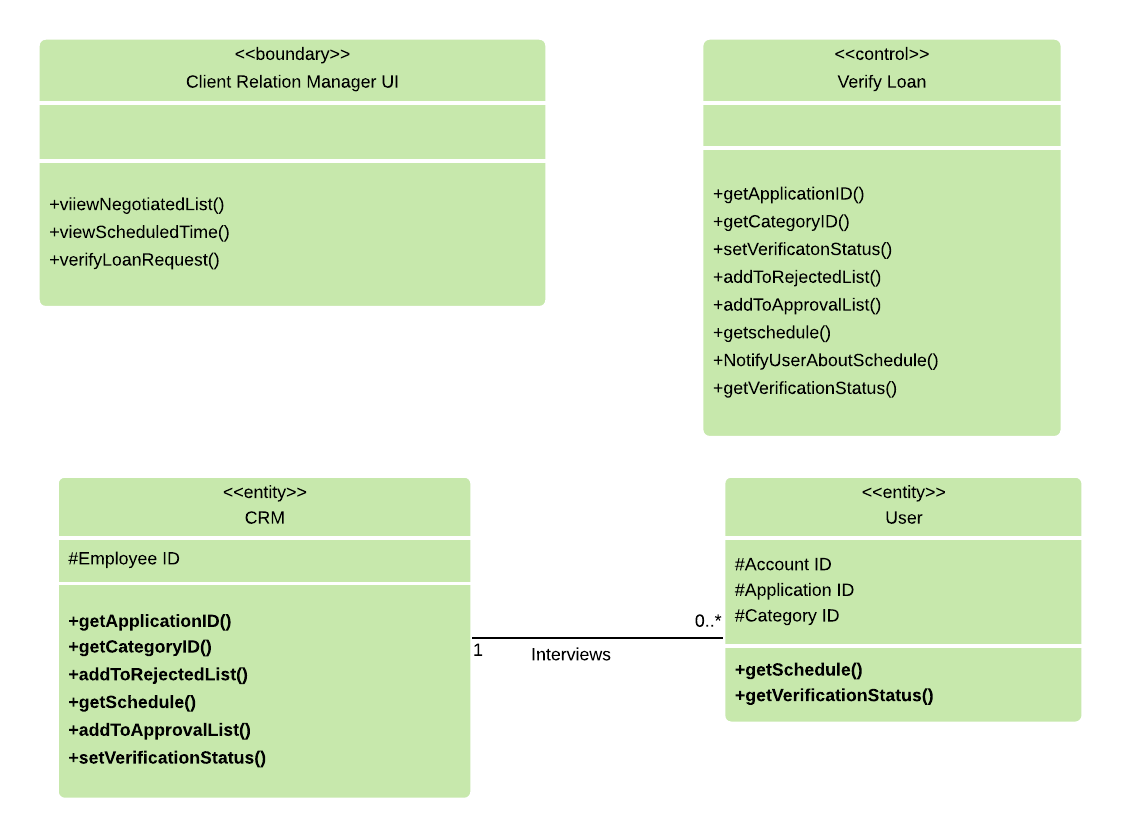 <<boundary>>
Client Relation Manager UI
+viiewNegotiatedList()
+viewScheduledTime()
+verifyLoanRequest()
<<control>>
Verify Loan
+getApplicationID()
+getCategoryID()
+setVerificatonStatus()
+addToRejectedList()
+addToApprovalList()
+getschedule()
+NotifyUserAboutSchedule()
+getVerificationStatus()
<<entity>>
CRM
#Employee ID
+getApplicationID()
+getCategoryID()
+addToRejectedList()
+getSchedule()
+addToApprovalList()
+setVerificationStatus()
1
Interviews
0..*
<<entity>>
User
#Account ID
#Application ID
#Category ID
+getSchedule()
+getVerificationStatus()